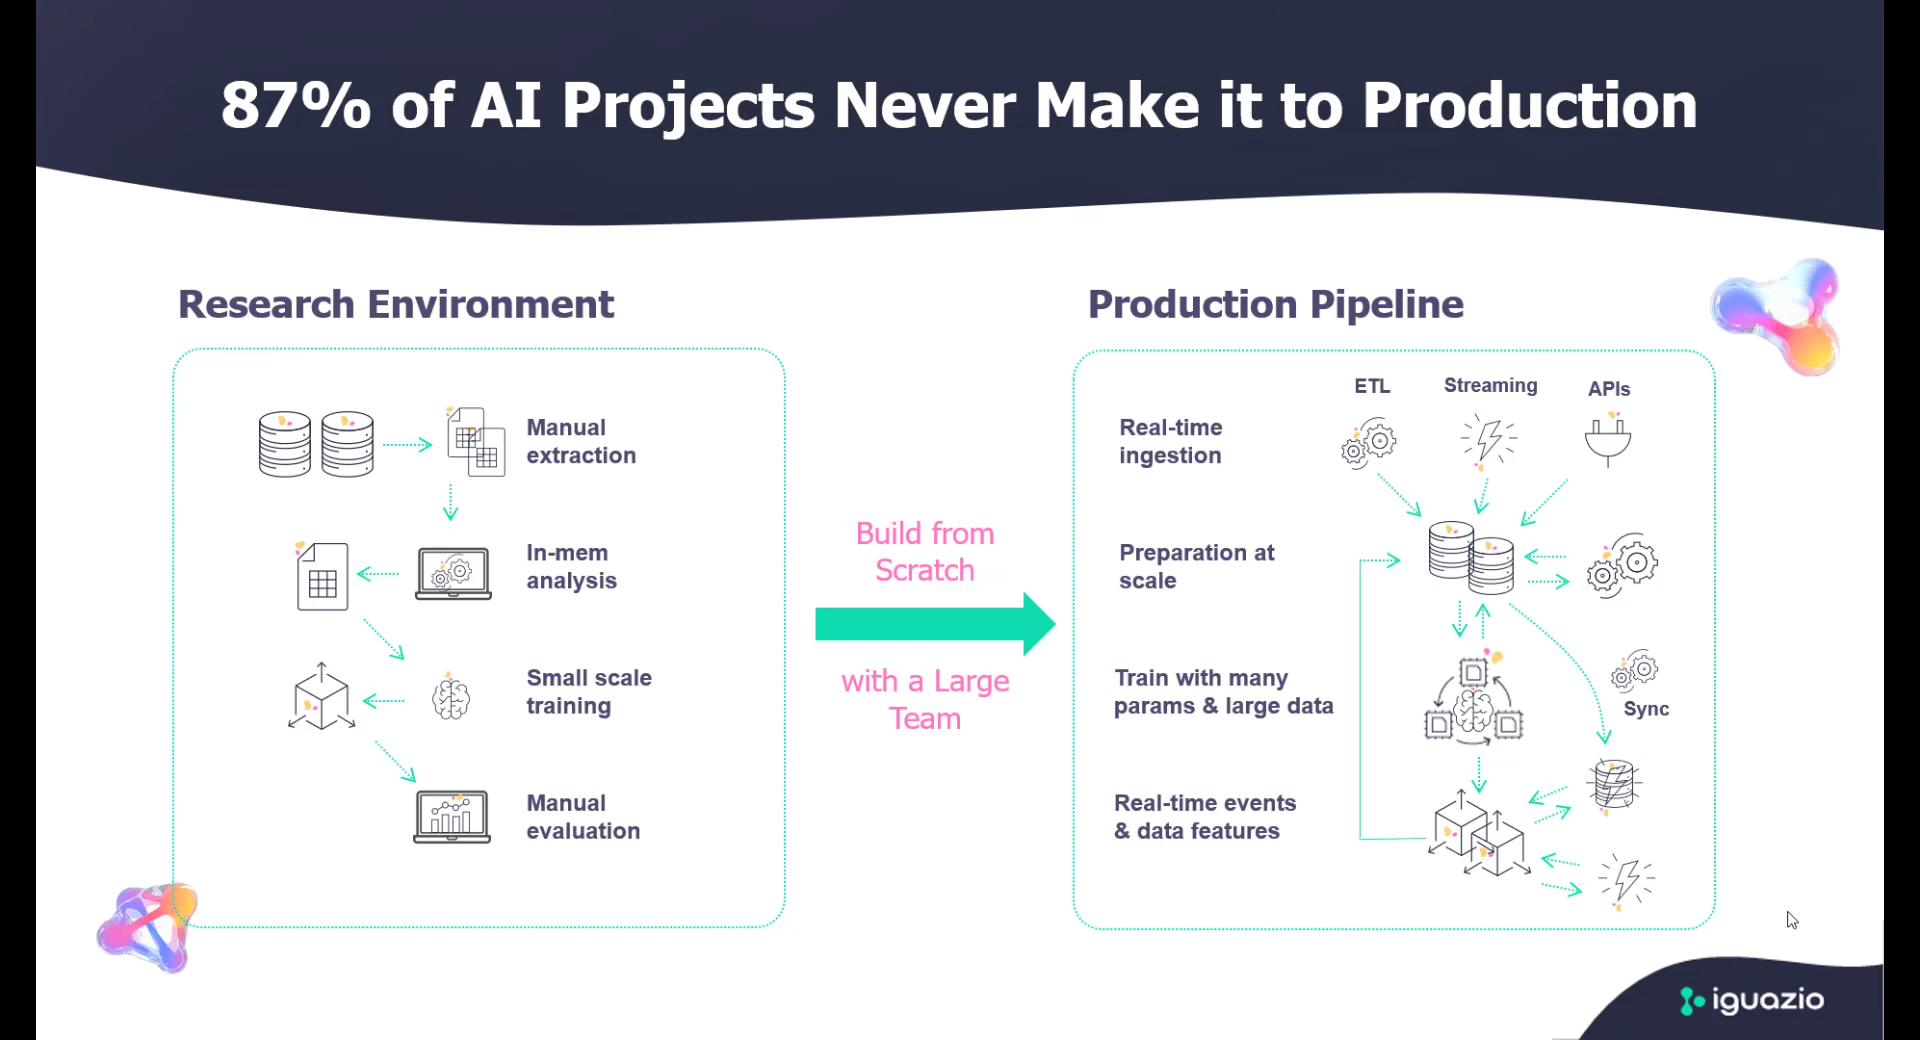 87% of AI Projects Never Make it to Production
Research Environment
Manual
extraction
In-mem
analysis
Small scale
training
Manual
evaluation
Build from
Scratch
with a Large
Team
Production Pipeline
ETL
Streaming
APIs
Real-time
ingestion
Preparation at
scale
Train with many
params & large data
Sync
Real-time events
& data features
iguazio